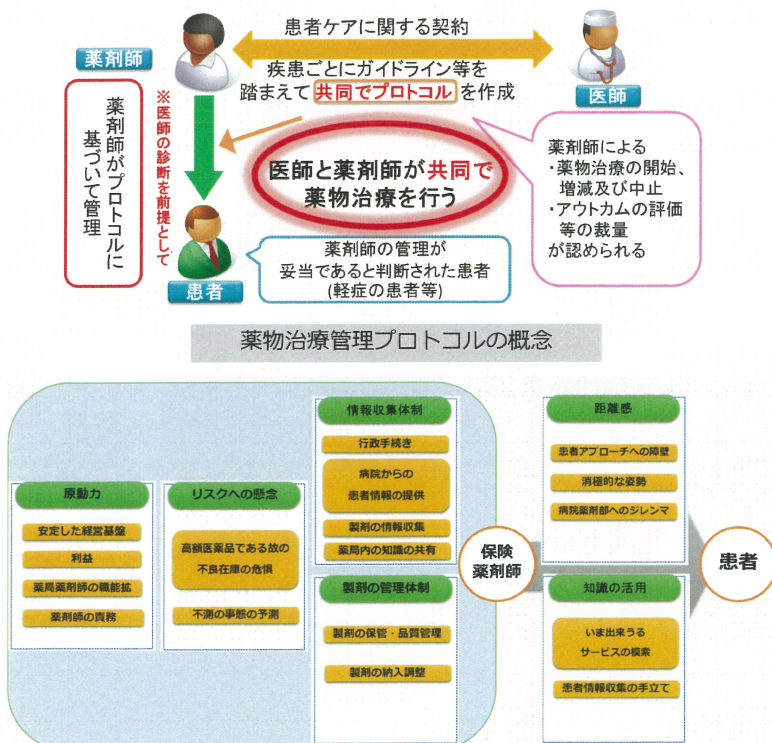 患者ケアに関する契約
薬剤師
疾患ごとにガイドライン等を
踏まえて共同でプロトコルを作成
医師
薬剤師がプロトコルに
基づいて管理
※医師の診断を前提として
医師と薬剤師が共同で
薬物治療を行う
薬剤師による
・薬物治療の開始、
増減及び中止
・アウトカムの評価
等の裁量
が認められる
患者
薬剤師の管理が
妥当であると判断された患者
(軽症の患者等)
薬物治療管理プロトコルの概念
原動力
安定した経営基盤
利益
薬局薬剤師の職能拡
薬剤師の責務
リスクへの懸念
高額医薬品である故の
不良在庫の危惧
不測の事態の予測
情報収集体制
行政手続き
病院からの
患者情報の提供
製剤の情報収集
薬局内の知識の共有
製剤の管理体制
製剤の保管・品質管理
製剤の納入調整
保険
薬剤師
距離感
患者アプローチへの障壁
消極的な姿勢
病院薬剤部へのジレンマ
知識の活用
いま出来うる
サービスの模索
患者情報収集の手立て
患者